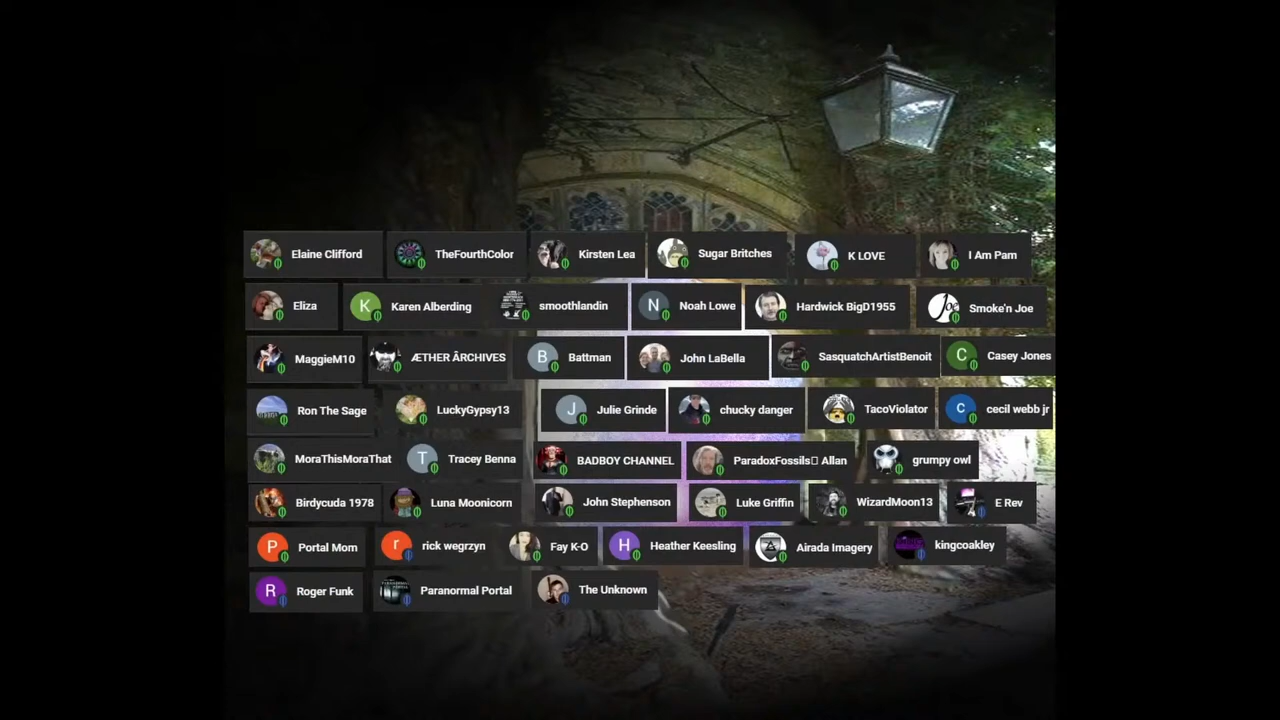 Elaine Clifford TheFourthColor Kirsten Lea Sugar Britches K LOVE I Am Pam
Eliza K Karen Alberding smoothlandin N Noah Lowe Hardwick BigD1955 Joe Smoke'n Joe
MaggieM10 ÆTHER ÂRCHIVES B Battman John LaBella SasquatchArtistBenoit C Casey Jones
Ron The Sage LuckyGypsy13 J Julie Grinde chucky danger TacoViolator C cecil webb jr
MoraThisMoraThat T Tracey Benna BADBOY CHANNEL ParadoxFossils Allan grumpy owl
Birdycuda 1978 Luna Moonicorn John Stephenson Luke Griffin WizardMoon13 E Rev
P Portal Mom r rick wegrzyn Fay K-O H Heather Keesling Airada Imagery kingcoakley
R Roger Funk Paranormal Portal The Unknown